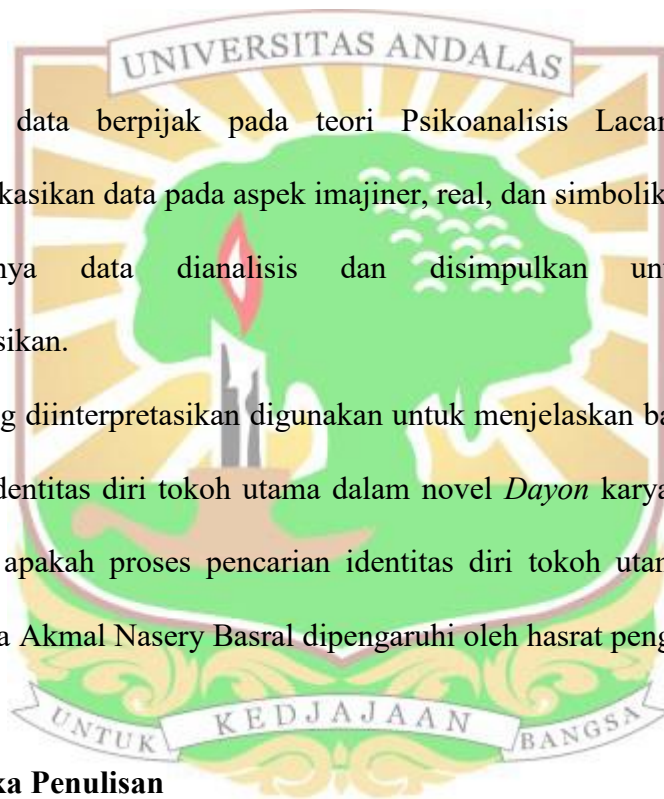 UNIVERSITAS ANDALAS
data berpijak pada teori Psikoanalisis Lacan
kasikan data pada aspek imajiner, real, dan simbolik
nya data dianalisis dan disimpulkan un
sikan.
g diinterpretasikan digunakan untuk menjelaskan ba
dentitas diri tokoh utama dalam novel Dayon karya
apakah proses pencarian identitas diri tokoh utam
a Akmal Nasery Basral dipengaruhi oleh hasrat peng
UNTUK KEDJAJAAN BANGSA
ka Penulisan